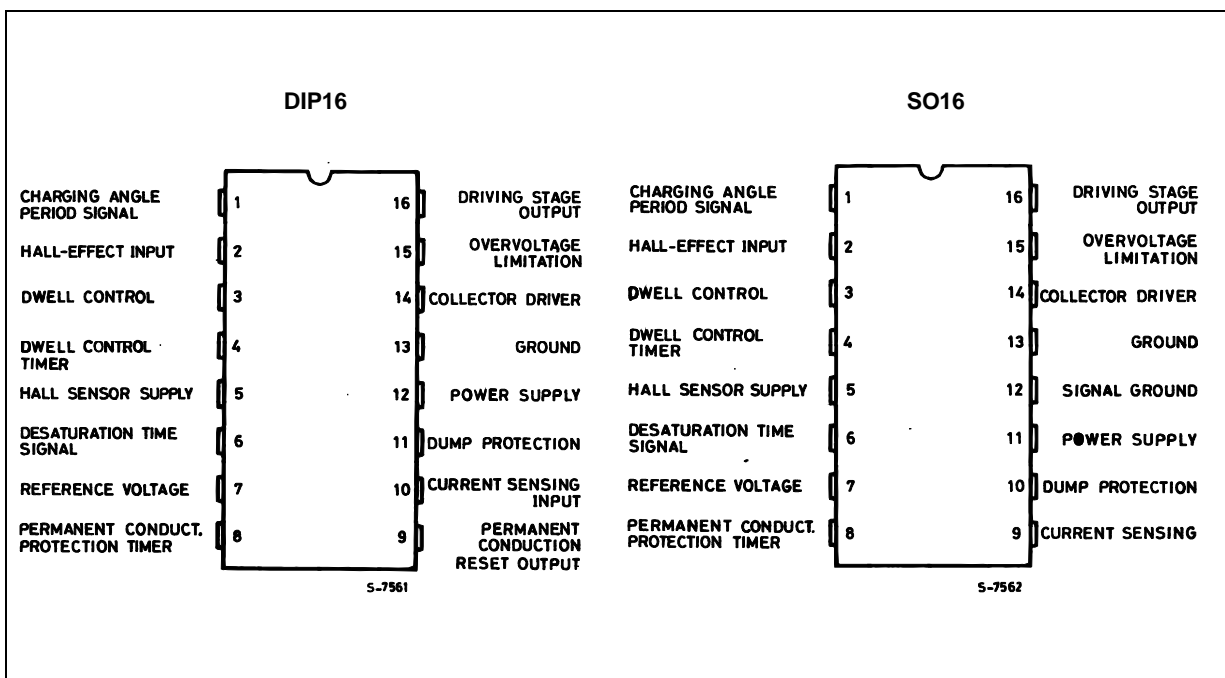 DIP16
CHARGING ANGLE
PERIOD SIGNAL
HALL-EFFECT INPUT
DWELL CONTROL
DWELL CONTROL
TIMER
HALL SENSOR SUPPLY
DESATURATION TIME
SIGNAL
REFERENCE VOLTAGE
PERMANENT CONDUCT.
PROTECTION TIMER
1
2
3
4
5
6
7
8
16
15
14
13
12
11
10
9
DRIVING STAGE
OUTPUT
OVERVOLTAGE
LIMITATION
COLLECTOR DRIVER
GROUND
POWER SUPPLY
DUMP PROTECTION
CURRENT SENSING
INPUT
PERMANENT
CONDUCTION
RESET OUTPUT
S-7561
SO16
CHARGING ANGLE
PERIOD SIGNAL
HALL-EFFECT INPUT
DWELL CONTROL
DWELL CONTROL
TIMER
HALL SENSOR SUPPLY
DESATURATION TIME
SIGNAL
REFERENCE VOLTAGE
PERMANENT CONDUCT.
PROTECTION TIMER
1
2
3
4
5
6
7
8
16
15
14
13
12
11
10
9
DRIVING STAGE
OUTPUT
OVERVOLTAGE
LIMITATION
COLLECTOR DRIVER
GROUND
SIGNAL GROUND
POWER SUPPLY
DUMP PROTECTION
CURRENT SENSING
S-7562